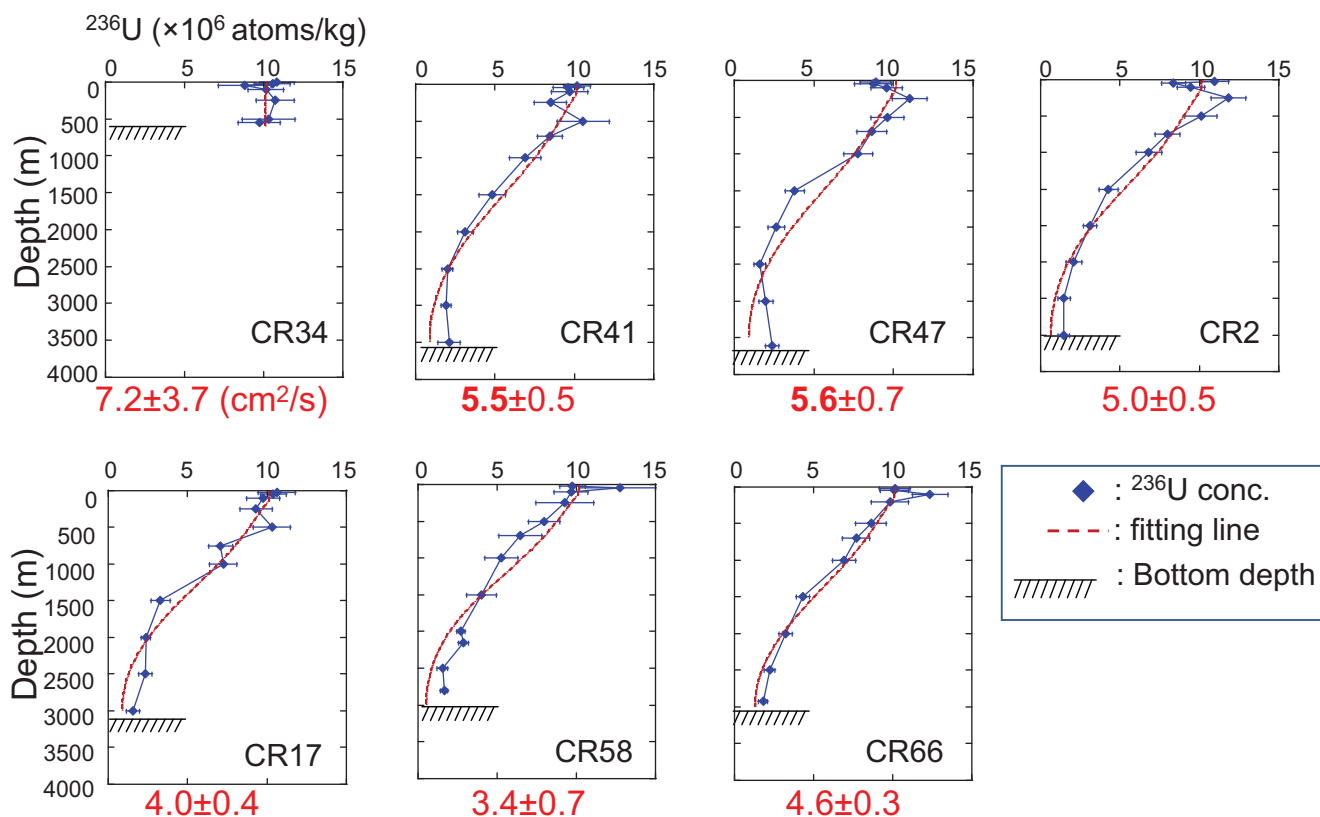 ²³⁶U (×10⁶ atoms/kg)
0 5 10 15
0 5 10 15
0 5 10 15
0 5 10 15
Depth (m)
0
500
1000
1500
2000
2500
3000
3500
4000
CR34
CR41
CR47
CR2
7.2±3.7 (cm²/s)
5.5±0.5
5.6±0.7
5.0±0.5
0 5 10 15
0 5 10 15
0 5 10 15
Depth (m)
0
500
1000
1500
2000
2500
3000
3500
4000
CR17
CR58
CR66
4.0±0.4
3.4±0.7
4.6±0.3
: ²³⁶U conc.
: fitting line
: Bottom depth